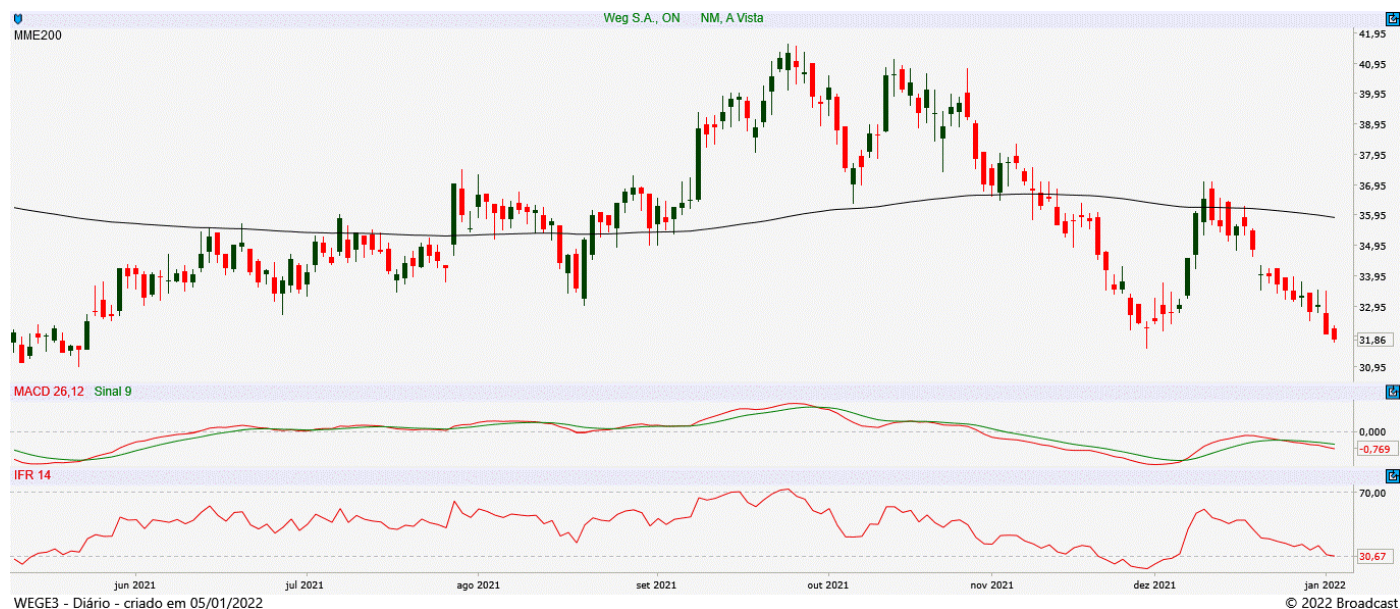 Weg S.A., ON NM, A Vista
MME200
41,95
40,95
39,95
38,95
37,95
36,95
35,95
34,95
33,95
32,95
31,86
30,95
MACD 26,12 Sinal 9
0,000
-0,769
IFR 14
70,00
30,67
jun 2021 jul 2021 ago 2021 set 2021 out 2021 nov 2021 dez 2021 jan 2022
WEGE3 - Diário - criado em 05/01/2022 © 2022 Broadcast